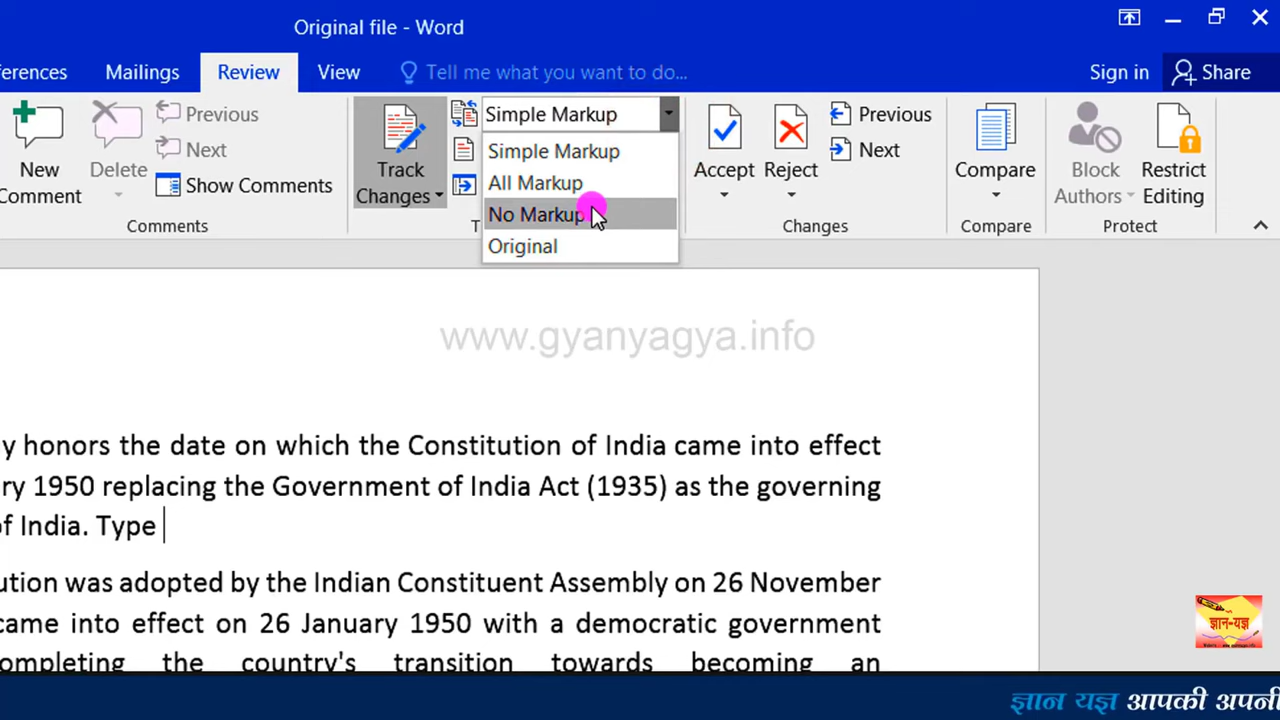 Original file - Word
erences Mailings Review View Tell me what you want to do... Sign in Share
New Comment
Delete
Previous
Next
Show Comments
Comments
Track Changes
Simple Markup
Simple Markup
All Markup
No Markup
Original
T
Accept
Reject
Previous
Next
Changes
Compare
Compare
Block Authors
Restrict Editing
Protect
www.gyanyagya.info
y honors the date on which the Constitution of India came into effect
ry 1950 replacing the Government of India Act (1935) as the governing
of India. Type
ution was adopted by the Indian Constituent Assembly on 26 November
came into effect on 26 January 1950 with a democratic government
ompleting the country's transition towards becoming an
ज्ञान-यज्ञ
ज्ञान यज्ञ आपकी अपनी